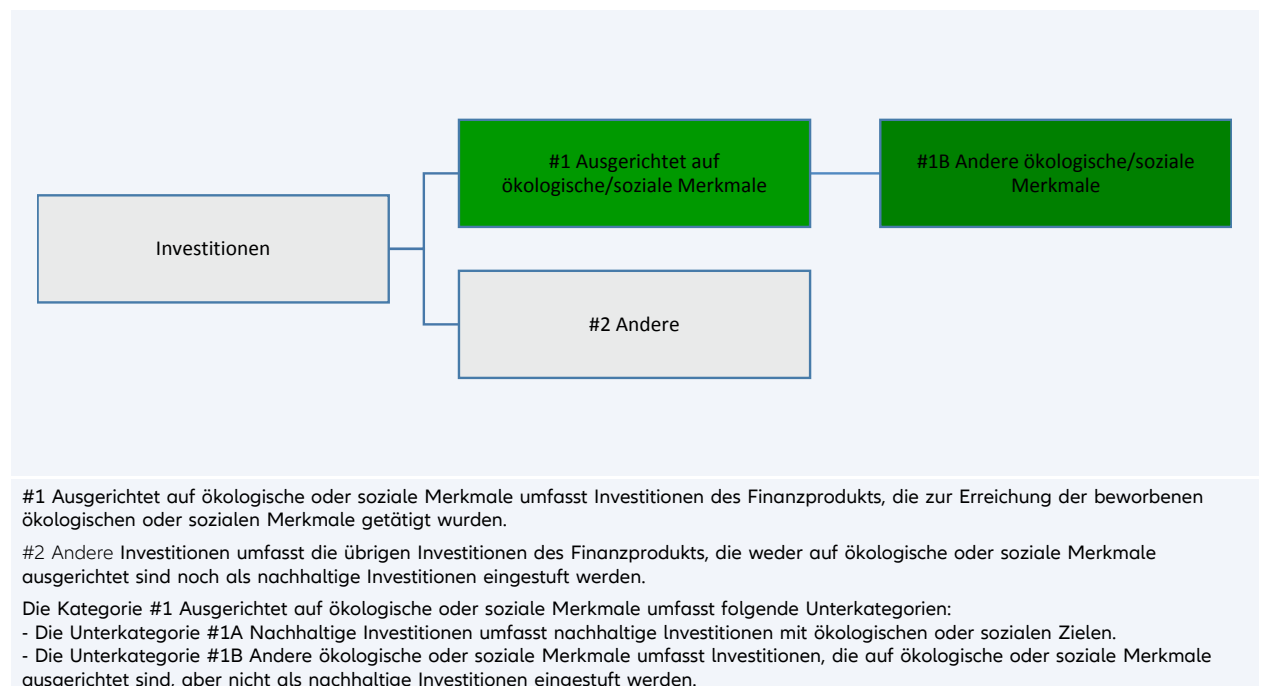 #1 Ausgerichtet auf
ökologische/soziale Merkmale
#1B Andere ökologische/soziale
Merkmale
Investitionen
#2 Andere
#1 Ausgerichtet auf ökologische oder soziale Merkmale umfasst Investitionen des Finanzprodukts, die zur Erreichung der beworbenen
ökologischen oder sozialen Merkmale getätigt wurden.
#2 Andere Investitionen umfasst die übrigen Investitionen des Finanzprodukts, die weder auf ökologische oder soziale Merkmale
ausgerichtet sind noch als nachhaltige Investitionen eingestuft werden.
Die Kategorie #1 Ausgerichtet auf ökologische oder soziale Merkmale umfasst folgende Unterkategorien:
- Die Unterkategorie #1A Nachhaltige Investitionen umfasst nachhaltige lnvestitionen mit ökologischen oder sozialen Zielen.
- Die Unterkategorie #1B Andere ökologische oder soziale Merkmale umfasst lnvestitionen, die auf ökologische oder soziale Merkmale
ausgerichtet sind, aber nicht als nachhaltige Investitionen eingestuft werden.